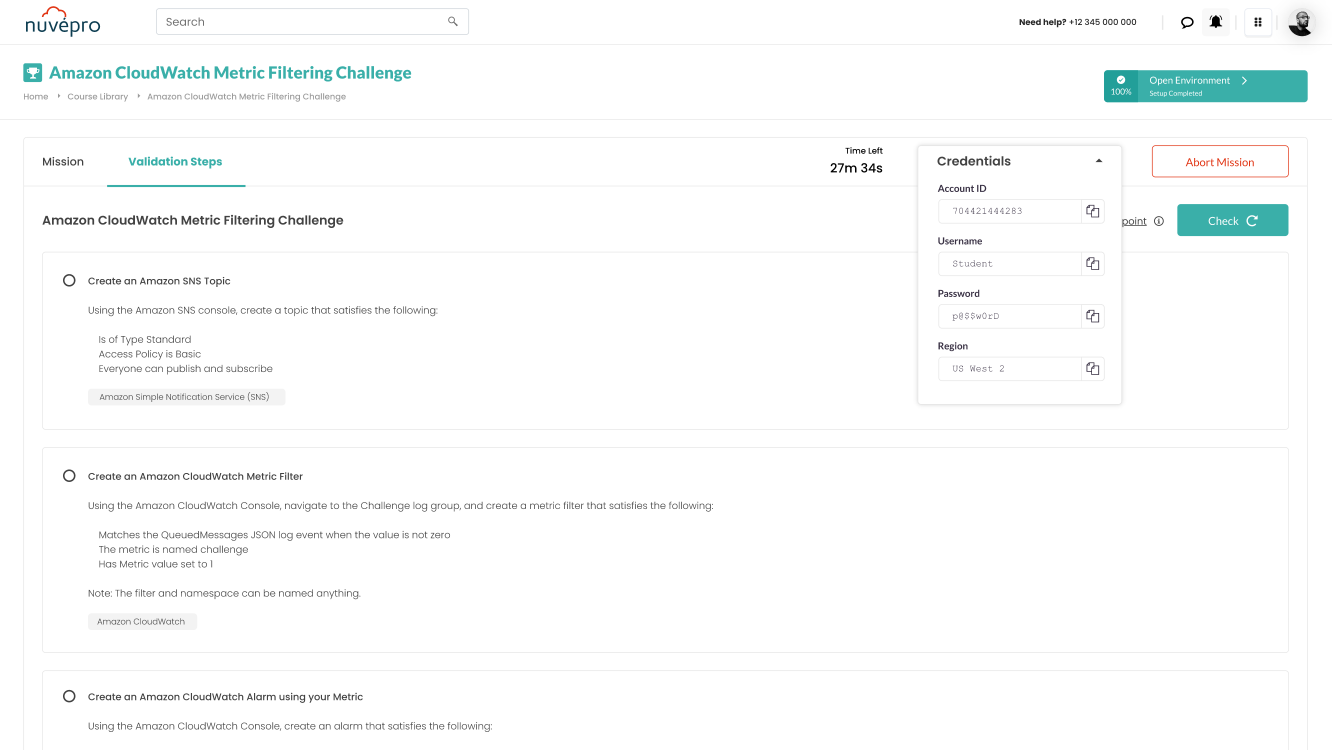 nuvepro
Search
Need help? +12 345 000 000
Amazon CloudWatch Metric Filtering Challenge
Home
Course Library
Amazon CloudWatch Metric Filtering Challenge
100%
Open Environment
Setup Completed
Mission
Validation Steps
Time Left
27m 34s
Credentials
Abort Mission
Account ID
704421444283
Username
Student
Password
p@$$w0rD
Region
US West 2
Amazon CloudWatch Metric Filtering Challenge
point
Check
Create an Amazon SNS Topic
Using the Amazon SNS console, create a topic that satisfies the following:
Is of Type Standard
Access Policy is Basic
Everyone can publish and subscribe
Amazon Simple Notification Service (SNS)
Create an Amazon CloudWatch Metric Filter
Using the Amazon CloudWatch Console, navigate to the Challenge log group, and create a metric filter that satisfies the following:
Matches the QueuedMessages JSON log event when the value is not zero
The metric is named challenge
Has Metric value set to 1
Note: The filter and namespace can be named anything.
Amazon CloudWatch
Create an Amazon CloudWatch Alarm using your Metric
Using the Amazon CloudWatch Console, create an alarm that satisfies the following: